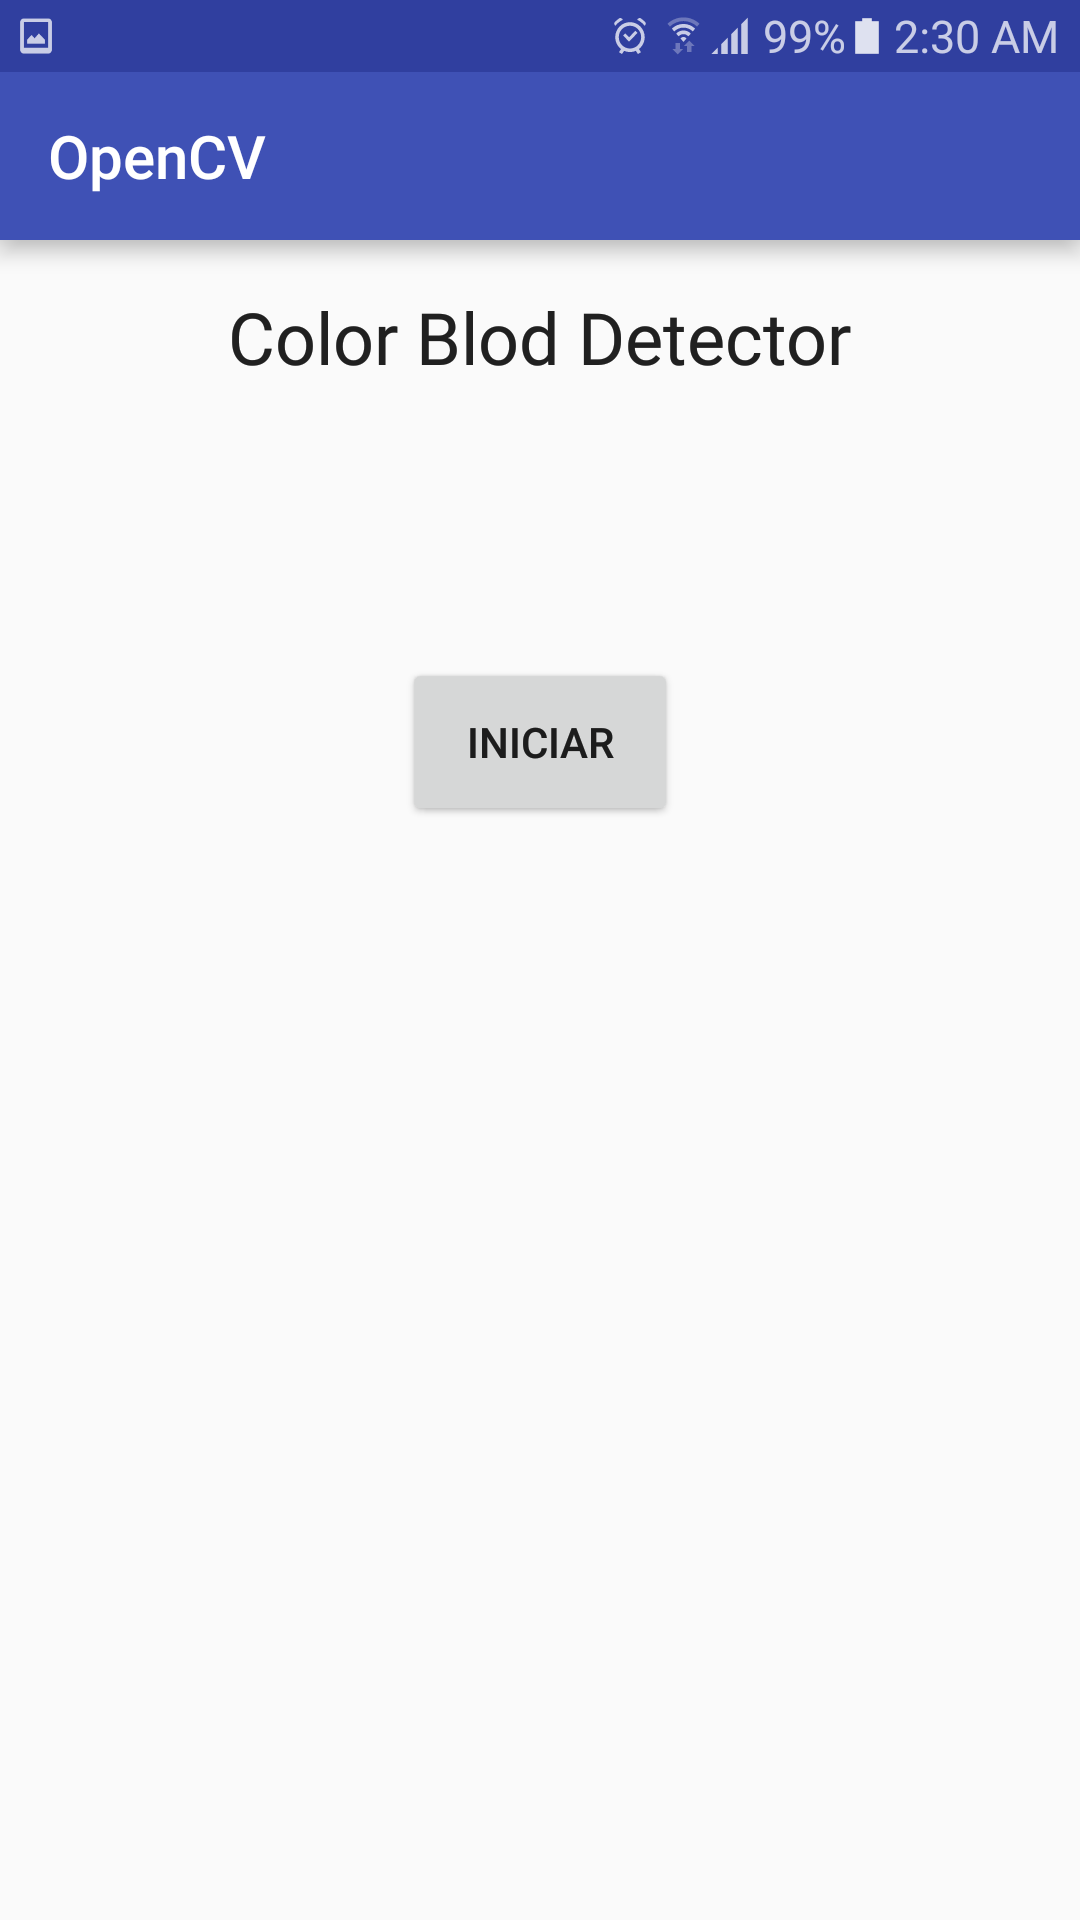 99% 2:30 AM
OpenCV
Color Blod Detector
INICIAR